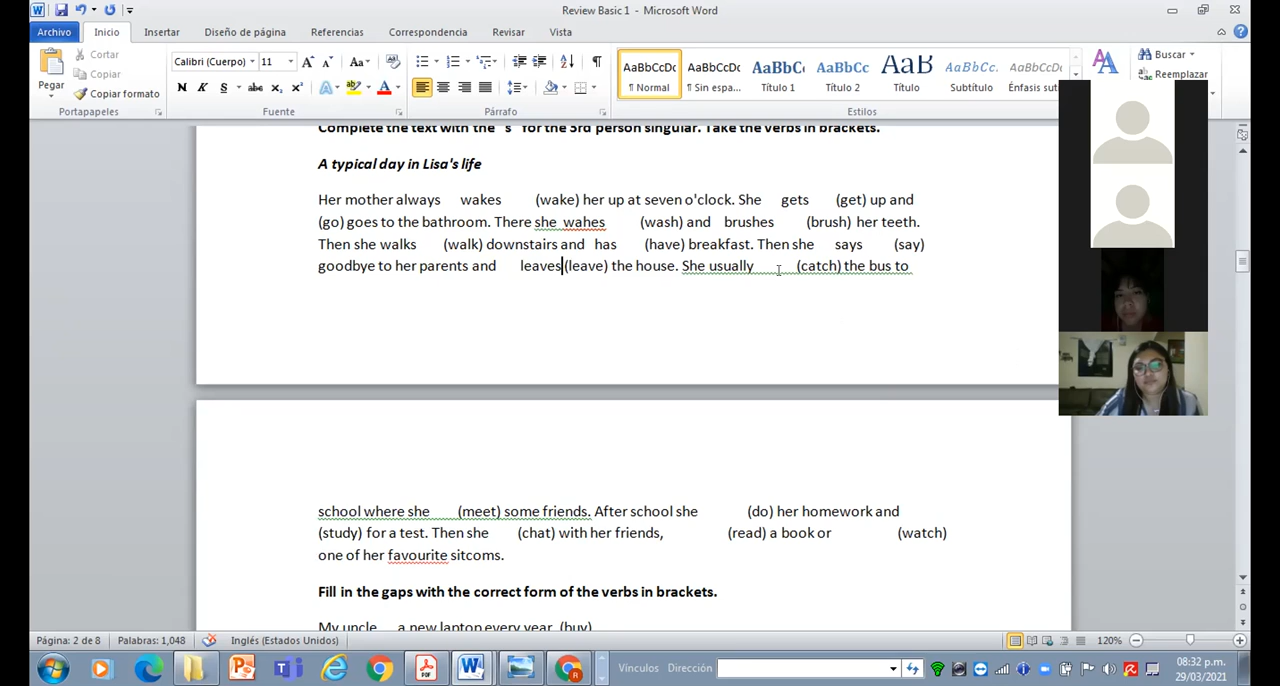 Review Basic 1 - Microsoft Word
Archivo Inicio Insertar Diseño de página Referencias Correspondencia Revisar Vista
Pegar
Cortar
Copiar
Copiar formato
Portapapeles
Calibri (Cuerpo) 11
Fuente
Párrafo
AaBbCcDc AaBbCcDc AaBbC AaBbCc AaB AaBbCc. AaBbCcDc
¶ Normal ¶ Sin espa... Título 1 Título 2 Título Subtítulo Énfasis sut
Estilos
Buscar
Reemplazar
Complete the text with the "s" for the 3rd person singular. Take the verbs in brackets.
A typical day in Lisa's life
Her mother always wakes (wake) her up at seven o'clock. She gets (get) up and
(go) goes to the bathroom. There she wahes (wash) and brushes (brush) her teeth.
Then she walks (walk) downstairs and has (have) breakfast. Then she says (say)
goodbye to her parents and leaves (leave) the house. She usually (catch) the bus to
school where she (meet) some friends. After school she (do) her homework and
(study) for a test. Then she (chat) with her friends, (read) a book or (watch)
one of her favourite sitcoms.
Fill in the gaps with the correct form of the verbs in brackets.
My uncle a new laptop every year. (buy)
Página: 2 de 8 Palabras: 1,048 Inglés (Estados Unidos) 120%
Vínculos Dirección
08:32 p.m.
29/03/2021